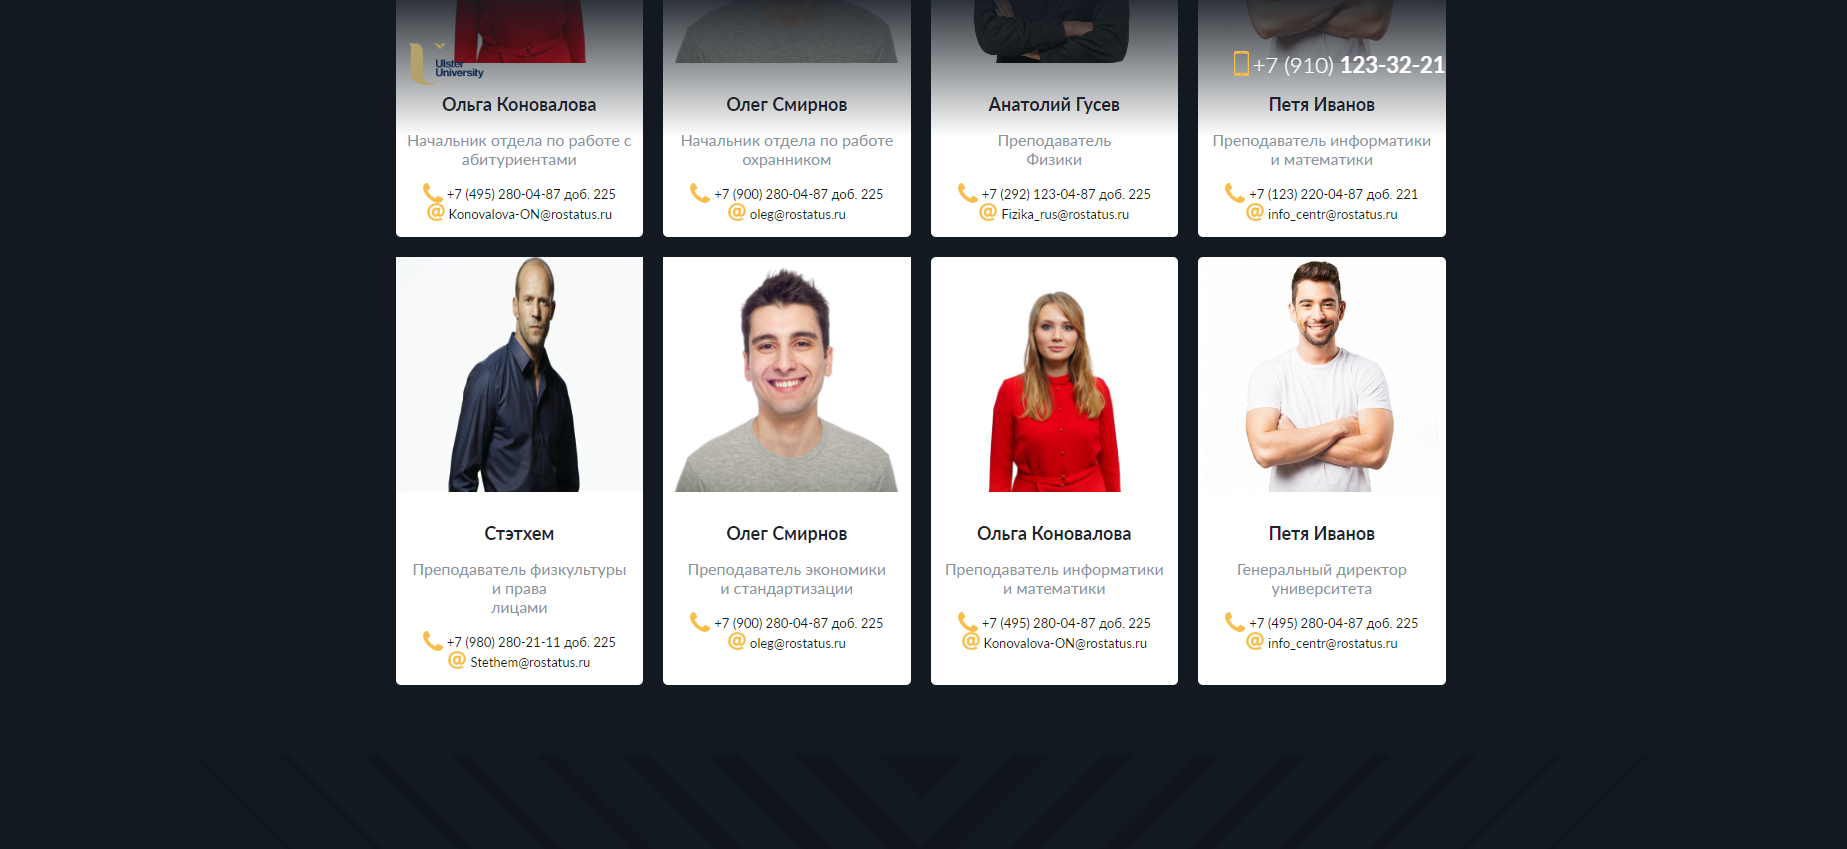 Ulster
University
+7 (910) 123-32-21
Ольга Коновалова
Начальник отдела по работе с
абитуриентами
+7 (495) 280-04-87 доб. 225
Konovalova-ON@rostatus.ru
Олег Смирнов
Начальник отдела по работе
охранником
+7 (900) 280-04-87 доб. 225
oleg@rostatus.ru
Анатолий Гусев
Преподаватель
Физики
+7 (292) 123-04-87 доб. 225
Fizika_rus@rostatus.ru
Петя Иванов
Преподаватель информатики
и математики
+7 (123) 220-04-87 доб. 221
info_centr@rostatus.ru
Стэтхем
Преподаватель физкультуры
и права
лицами
+7 (980) 280-21-11 доб. 225
Stethem@rostatus.ru
Олег Смирнов
Преподаватель экономики
и стандартизации
+7 (900) 280-04-87 доб. 225
oleg@rostatus.ru
Ольга Коновалова
Преподаватель информатики
и математики
+7 (495) 280-04-87 доб. 225
Konovalova-ON@rostatus.ru
Петя Иванов
Генеральный директор
университета
+7 (495) 280-04-87 доб. 225
info_centr@rostatus.ru